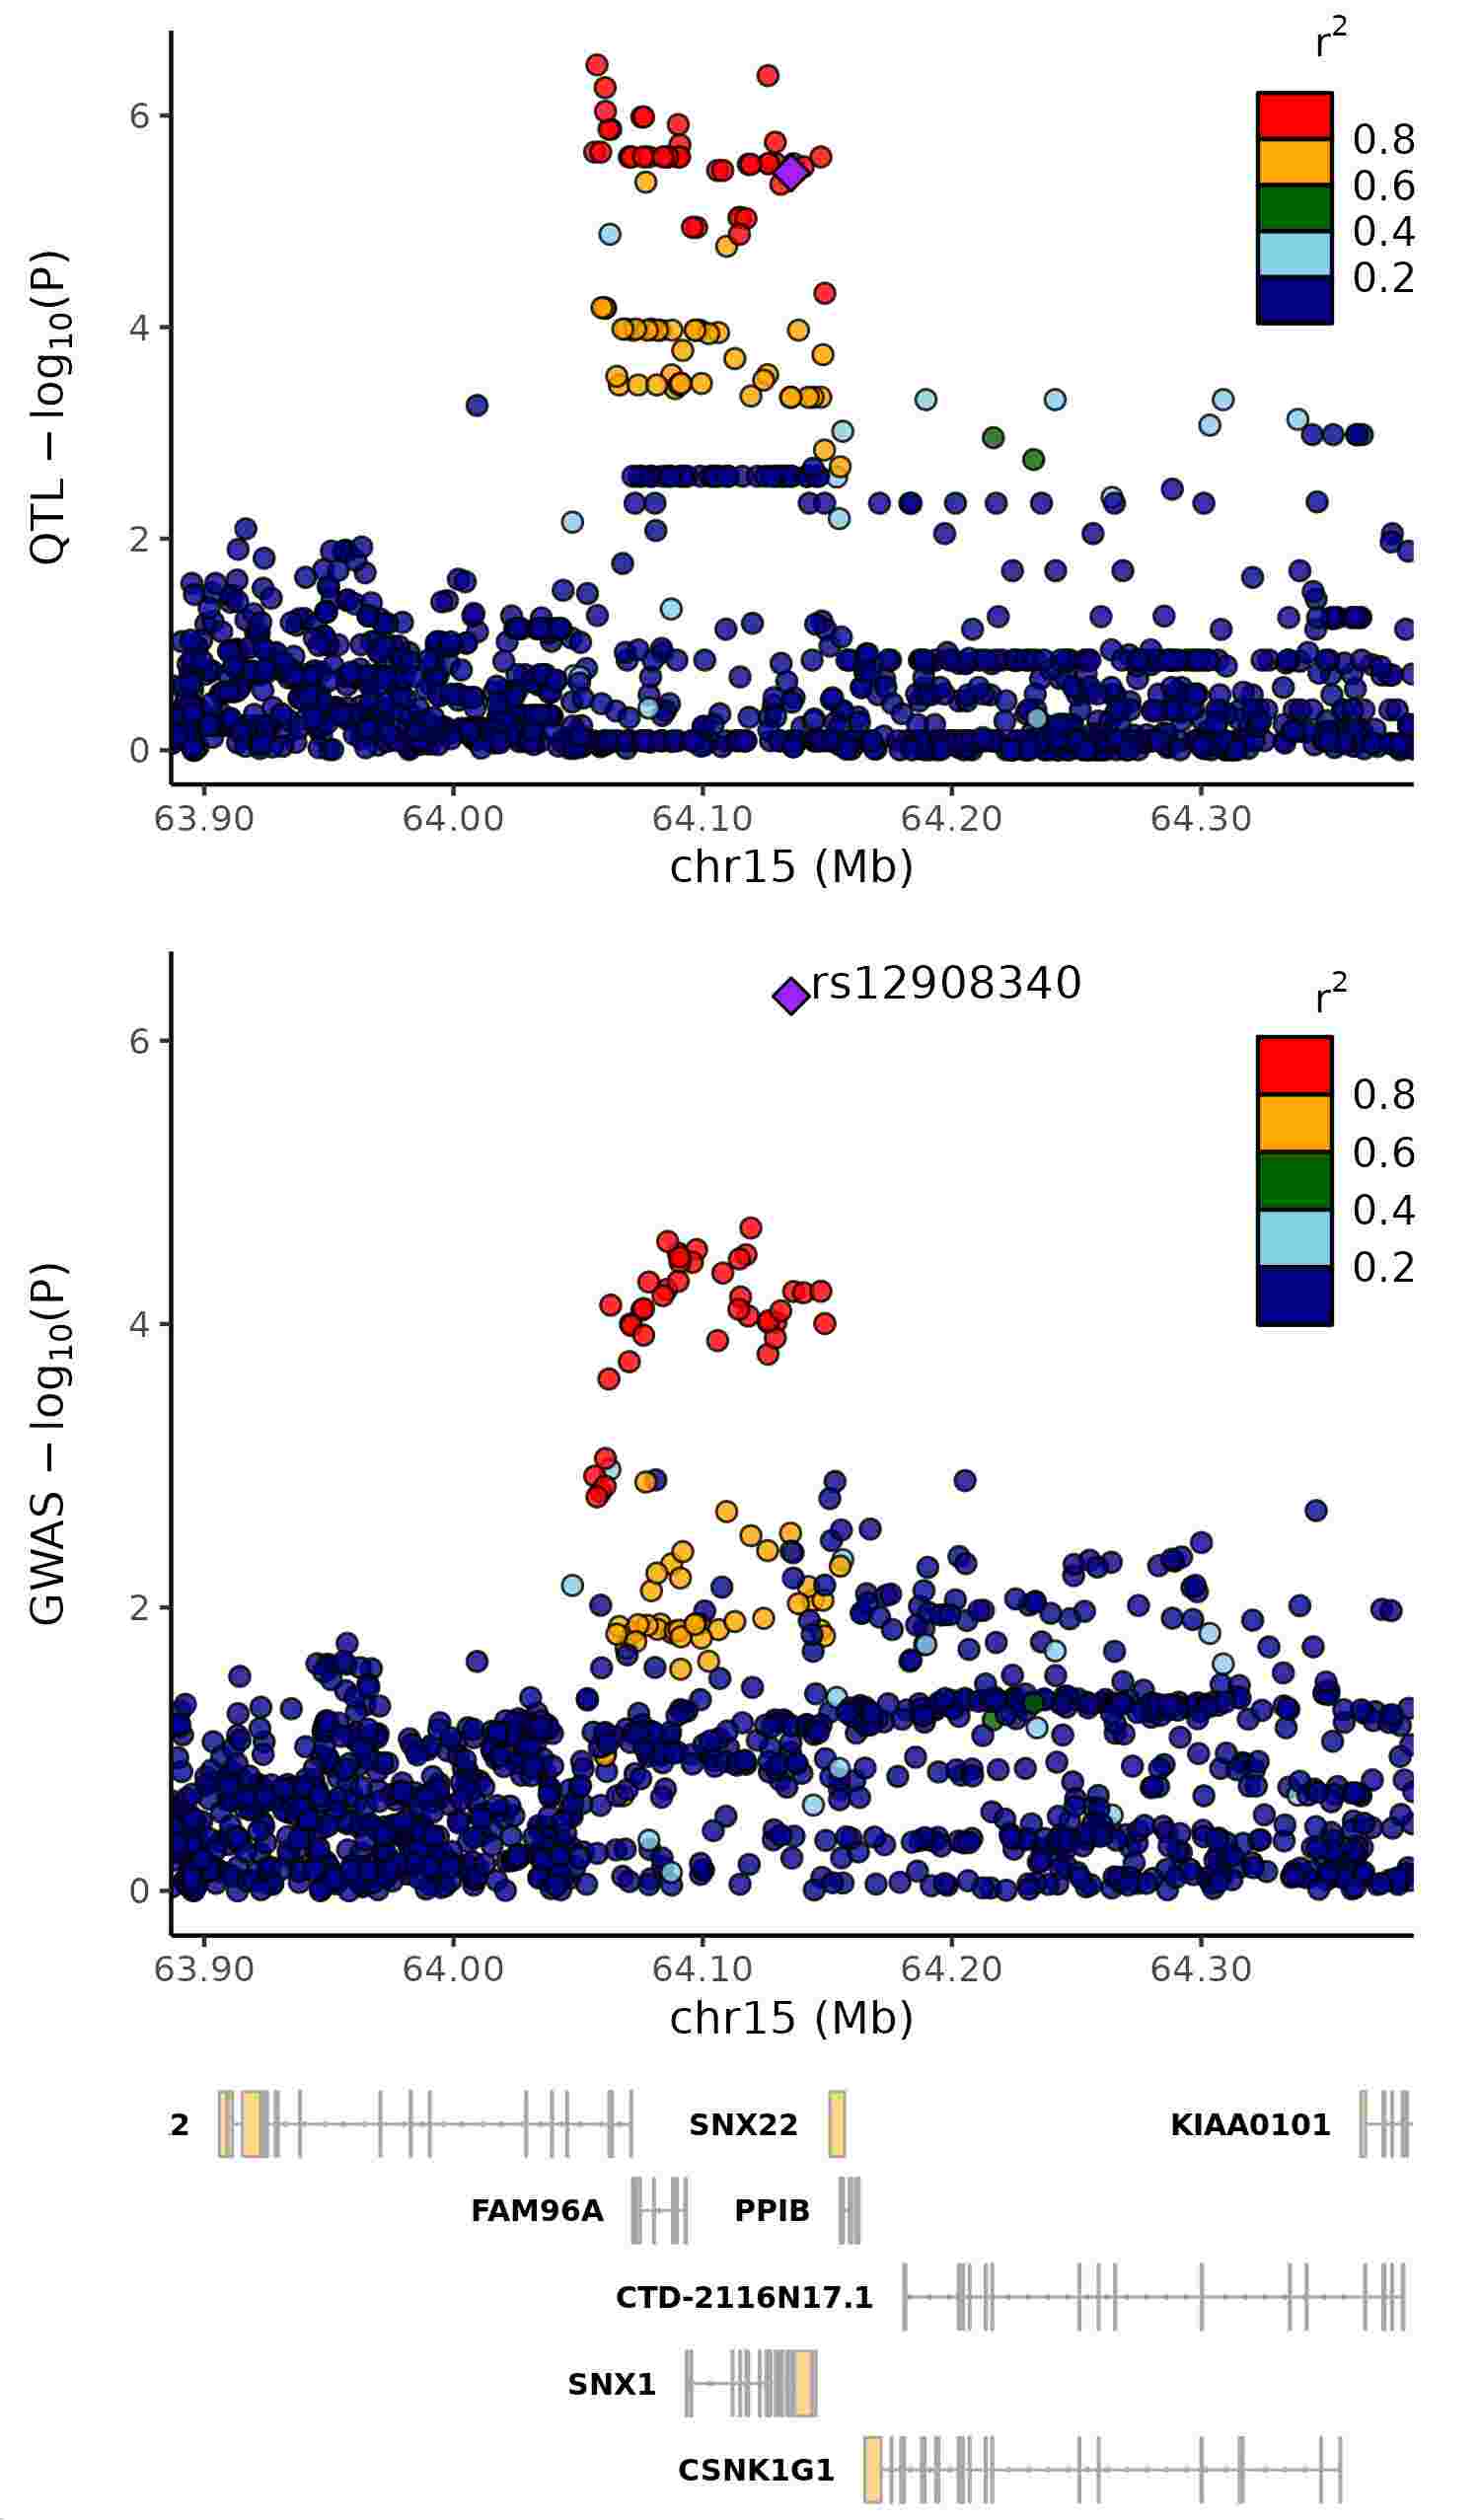 r²
6
4
2
0
QTL − log₁₀(P)
0.8
0.6
0.4
0.2
63.90 64.00 64.10 64.20 64.30
chr15 (Mb)
rs12908340
r²
6
4
2
0
GWAS − log₁₀(P)
0.8
0.6
0.4
0.2
63.90 64.00 64.10 64.20 64.30
chr15 (Mb)
2 SNX22 KIAA0101
FAM96A PPIB
CTD-2116N17.1
SNX1
CSNK1G1